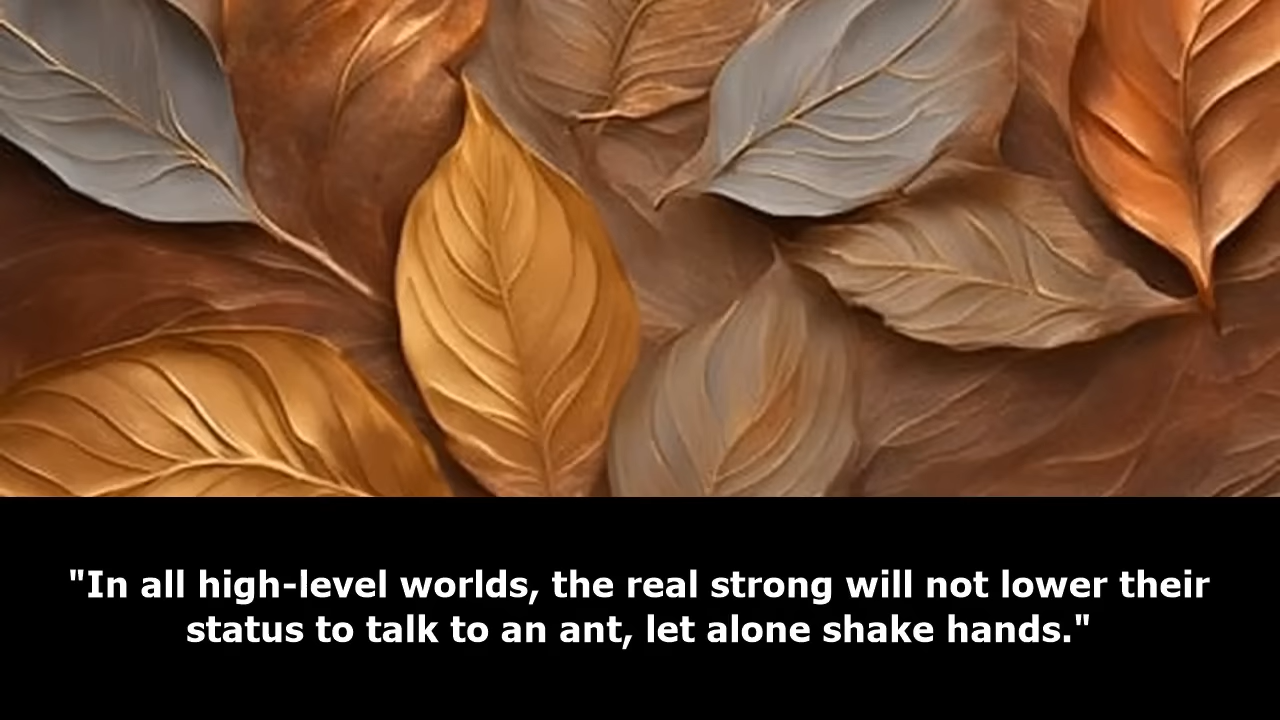 "In all high-level worlds, the real strong will not lower their
status to talk to an ant, let alone shake hands."